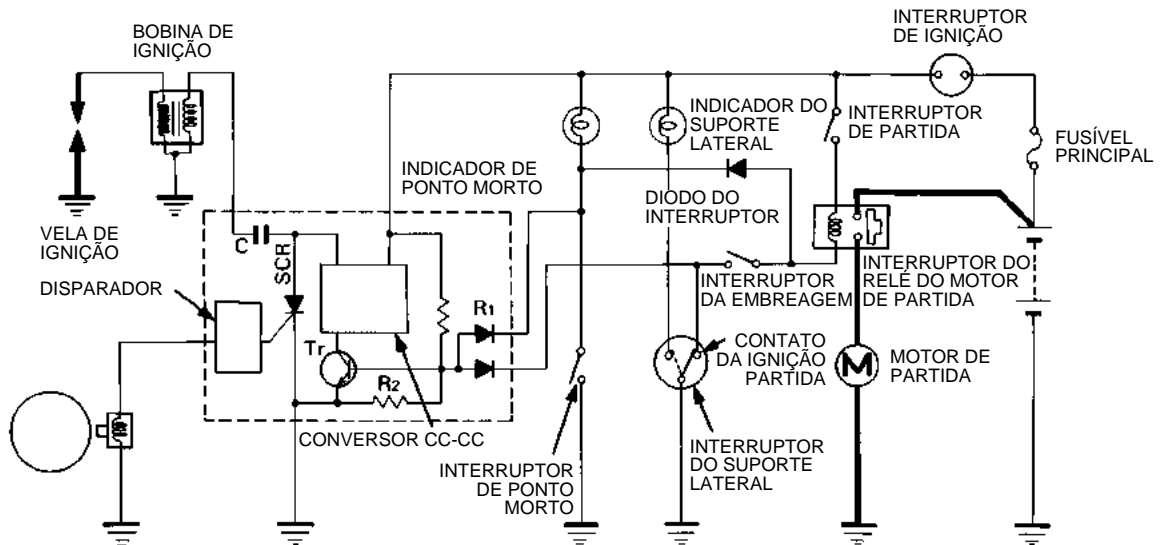 BOBINA DE
IGNIÇÃO
INTERRUPTOR
DE IGNIÇÃO
INDICADOR DO
SUPORTE
LATERAL
INTERRUPTOR
DE PARTIDA
FUSÍVEL
PRINCIPAL
INDICADOR DE
PONTO MORTO
DIODO DO
INTERRUPTOR
VELA DE
IGNIÇÃO
C
SCR
DISPARADOR
INTERRUPTOR
DA EMBREAGEM
INTERRUPTOR DO
RELÉ DO MOTOR
DE PARTIDA
R1
Tr
R2
CONTATO
DA IGNIÇÃO
PARTIDA
M
MOTOR DE
PARTIDA
CONVERSOR CC-CC
INTERRUPTOR
DE PONTO
MORTO
INTERRUPTOR
DO SUPORTE
LATERAL